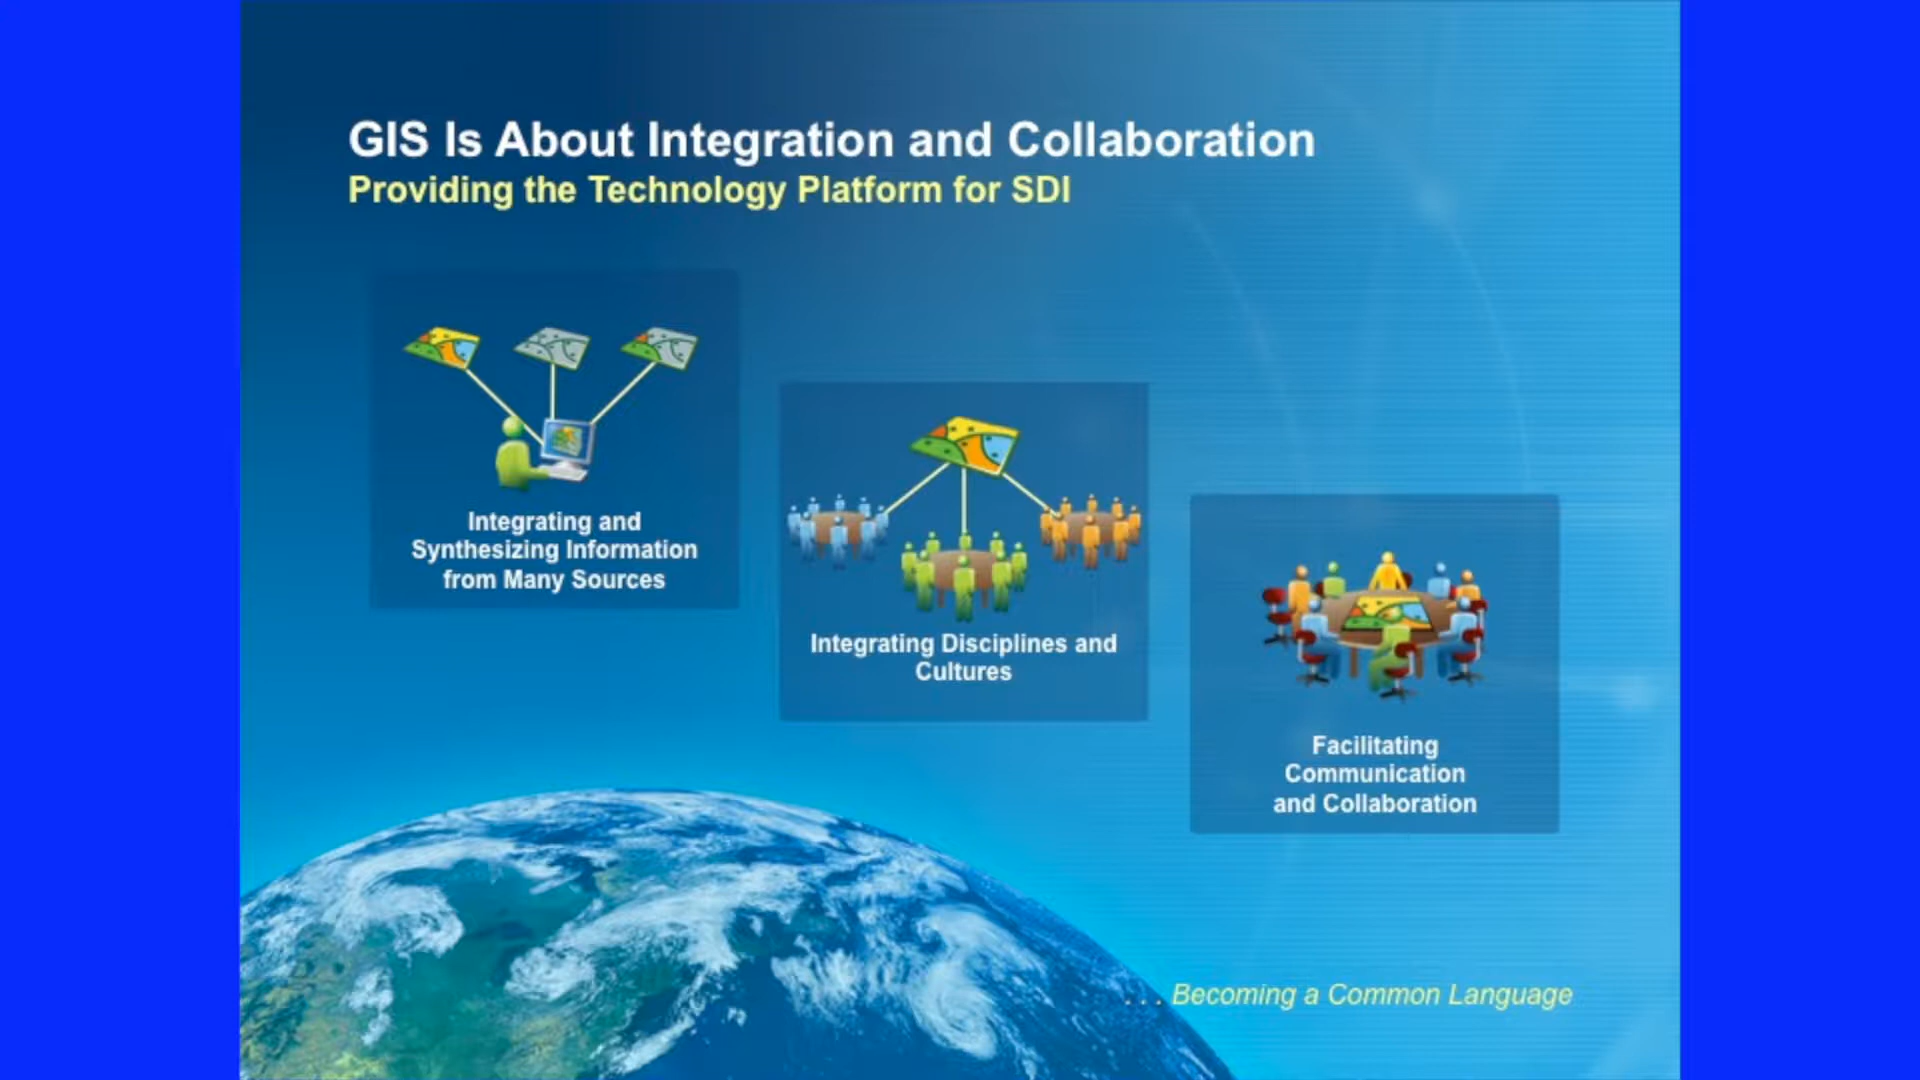 GIS Is About Integration and Collaboration
Providing the Technology Platform for SDI
Integrating and
Synthesizing Information
from Many Sources
Integrating Disciplines and
Cultures
Facilitating
Communication
and Collaboration
. . . Becoming a Common Language